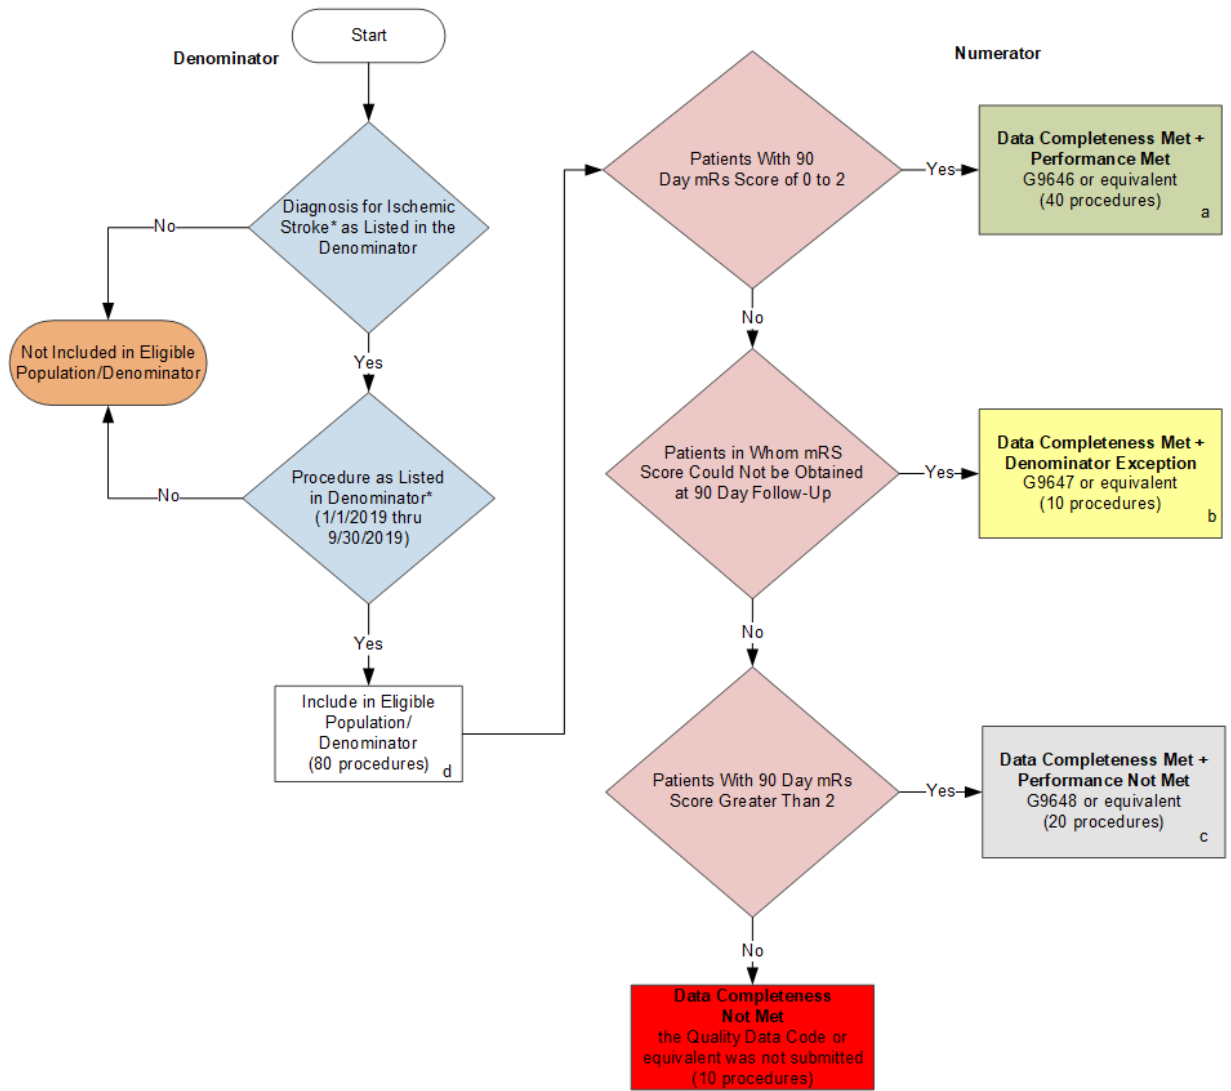 Start
Denominator
Diagnosis for Ischemic
Stroke* as Listed in the
Denominator
No
Not Included in Eligible
Population/Denominator
Yes
Procedure as Listed
in Denominator*
(1/1/2019 thru
9/30/2019)
No
Yes
Include in Eligible
Population/
Denominator
(80 procedures)
d
Numerator
Patients With 90
Day mRs Score of 0 to 2
Yes
Data Completeness Met +
Performance Met
G9646 or equivalent
(40 procedures)
a
No
Patients in Whom mRS
Score Could Not be Obtained
at 90 Day Follow-Up
Yes
Data Completeness Met +
Denominator Exception
G9647 or equivalent
(10 procedures)
b
No
Patients With 90 Day mRs
Score Greater Than 2
Yes
Data Completeness Met +
Performance Not Met
G9648 or equivalent
(20 procedures)
c
No
Data Completeness
Not Met
the Quality Data Code or
equivalent was not submitted
(10 procedures)